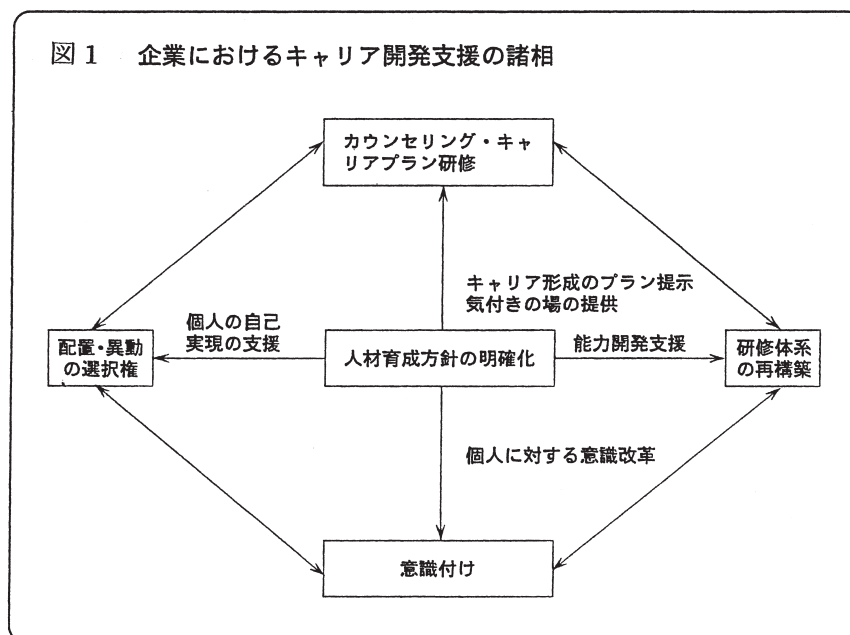 図1 企業におけるキャリア開発支援の諸相
カウンセリング・キャ
リアプラン研修
キャリア形成のプラン提示
気付きの場の提供
個人の自己
実現の支援
配置・異動
の選択権
人材育成方針の明確化
能力開発支援
研修体系
の再構築
個人に対する意識改革
意識付け